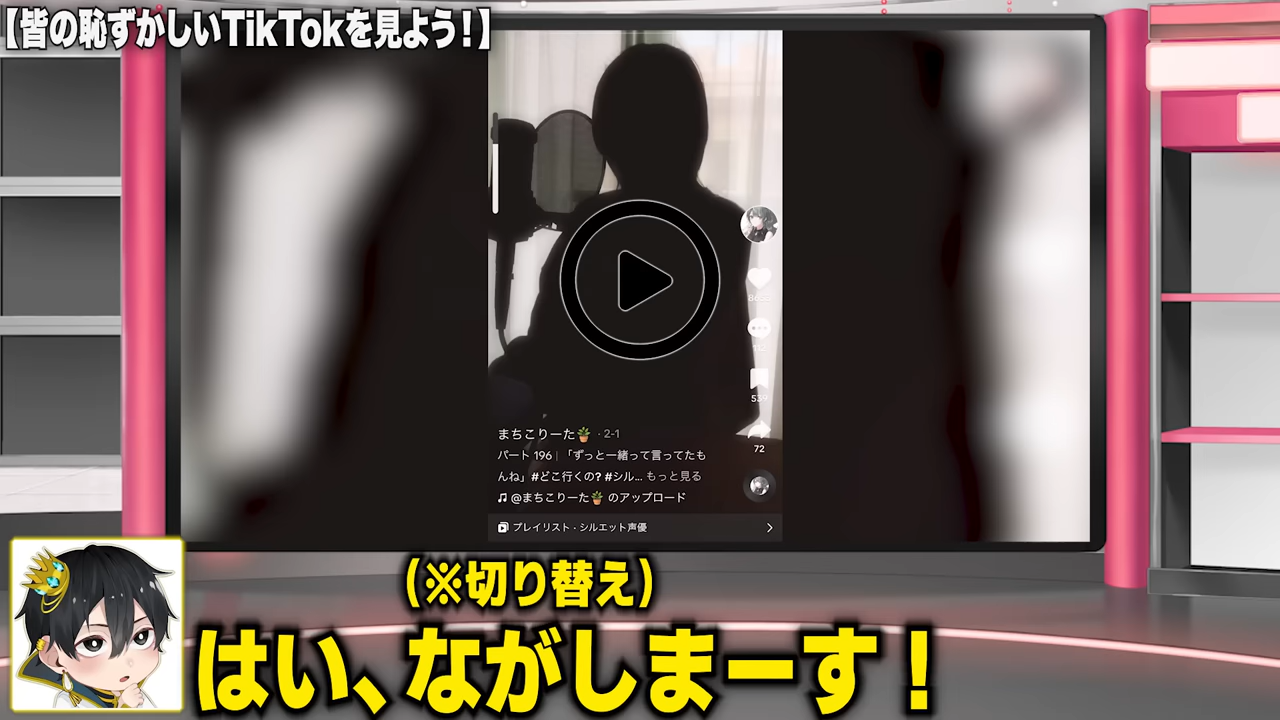 【皆の恥ずかしいTikTokを見よう！】
539
72
まちこりーた🪴 · 2-1
パート 196 | 「ずっと一緒って言ってたも
んね」#どこ行くの? #シル... もっと見る
♫ @まちこりーた🪴 のアップロード
プレイリスト · シルエット声優
(※切り替え)
はい、ながしまーす！